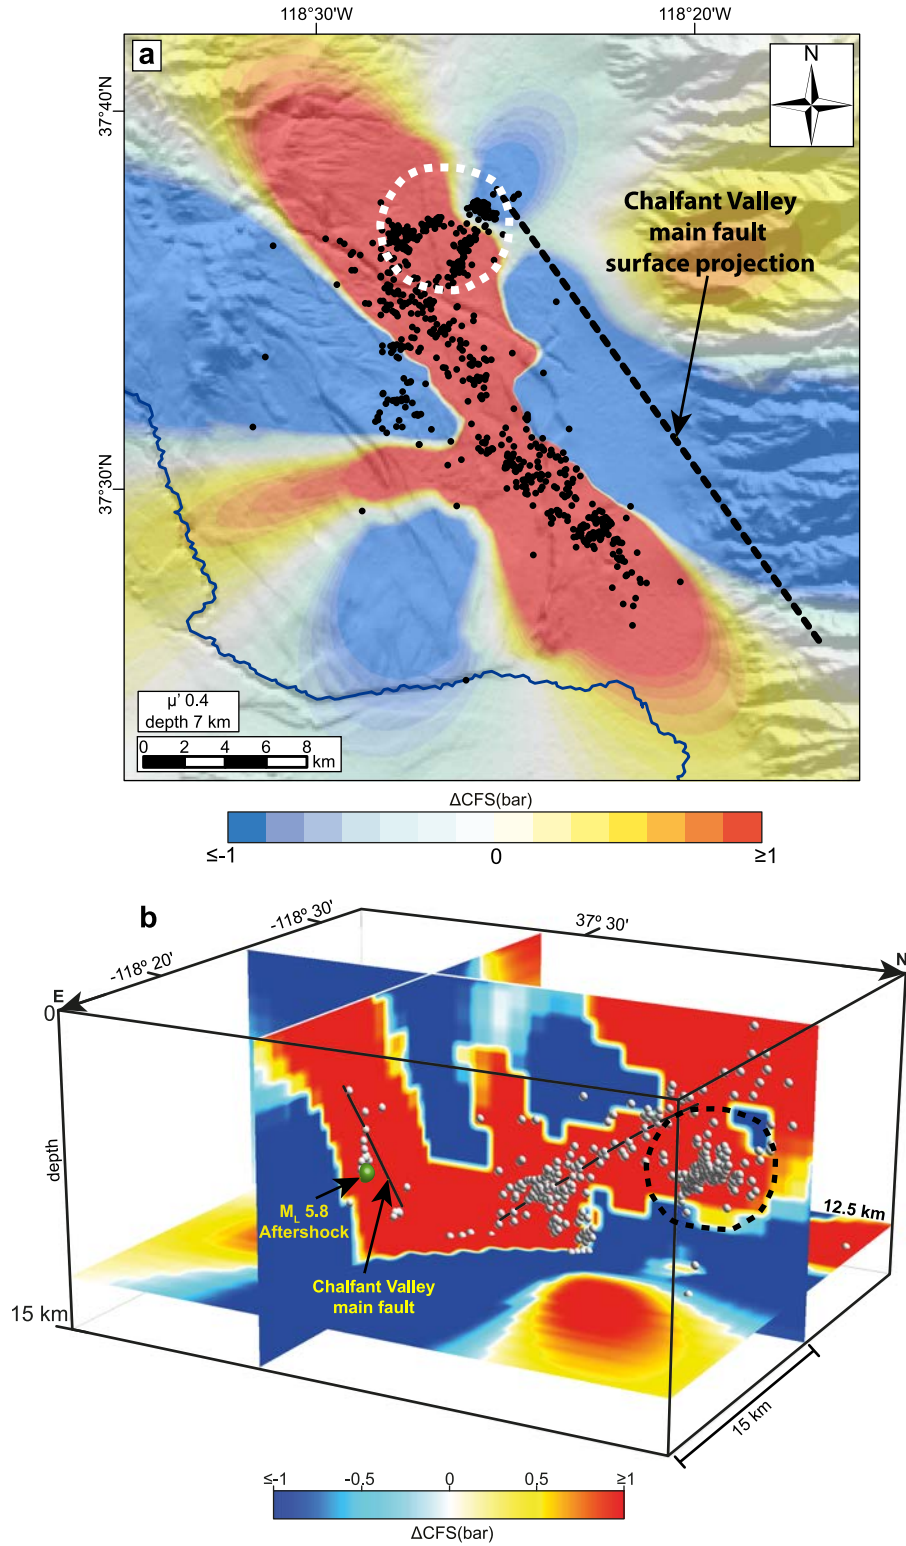 118°30'W
118°20'W
a
N
37°40'N
Chalfant Valley
main fault
surface projection
37°30'N
µ' 0.4
depth 7 km
0 2 4 6 8
km
ΔCFS(bar)
≤-1 0 ≥1
b
-118° 30'
37° 30'
-118° 20'
N
E
0
depth
M_L 5.8
Aftershock
12.5 km
Chalfant Valley
main fault
15 km
15 km
≤-1 -0.5 0 0.5 ≥1
ΔCFS(bar)